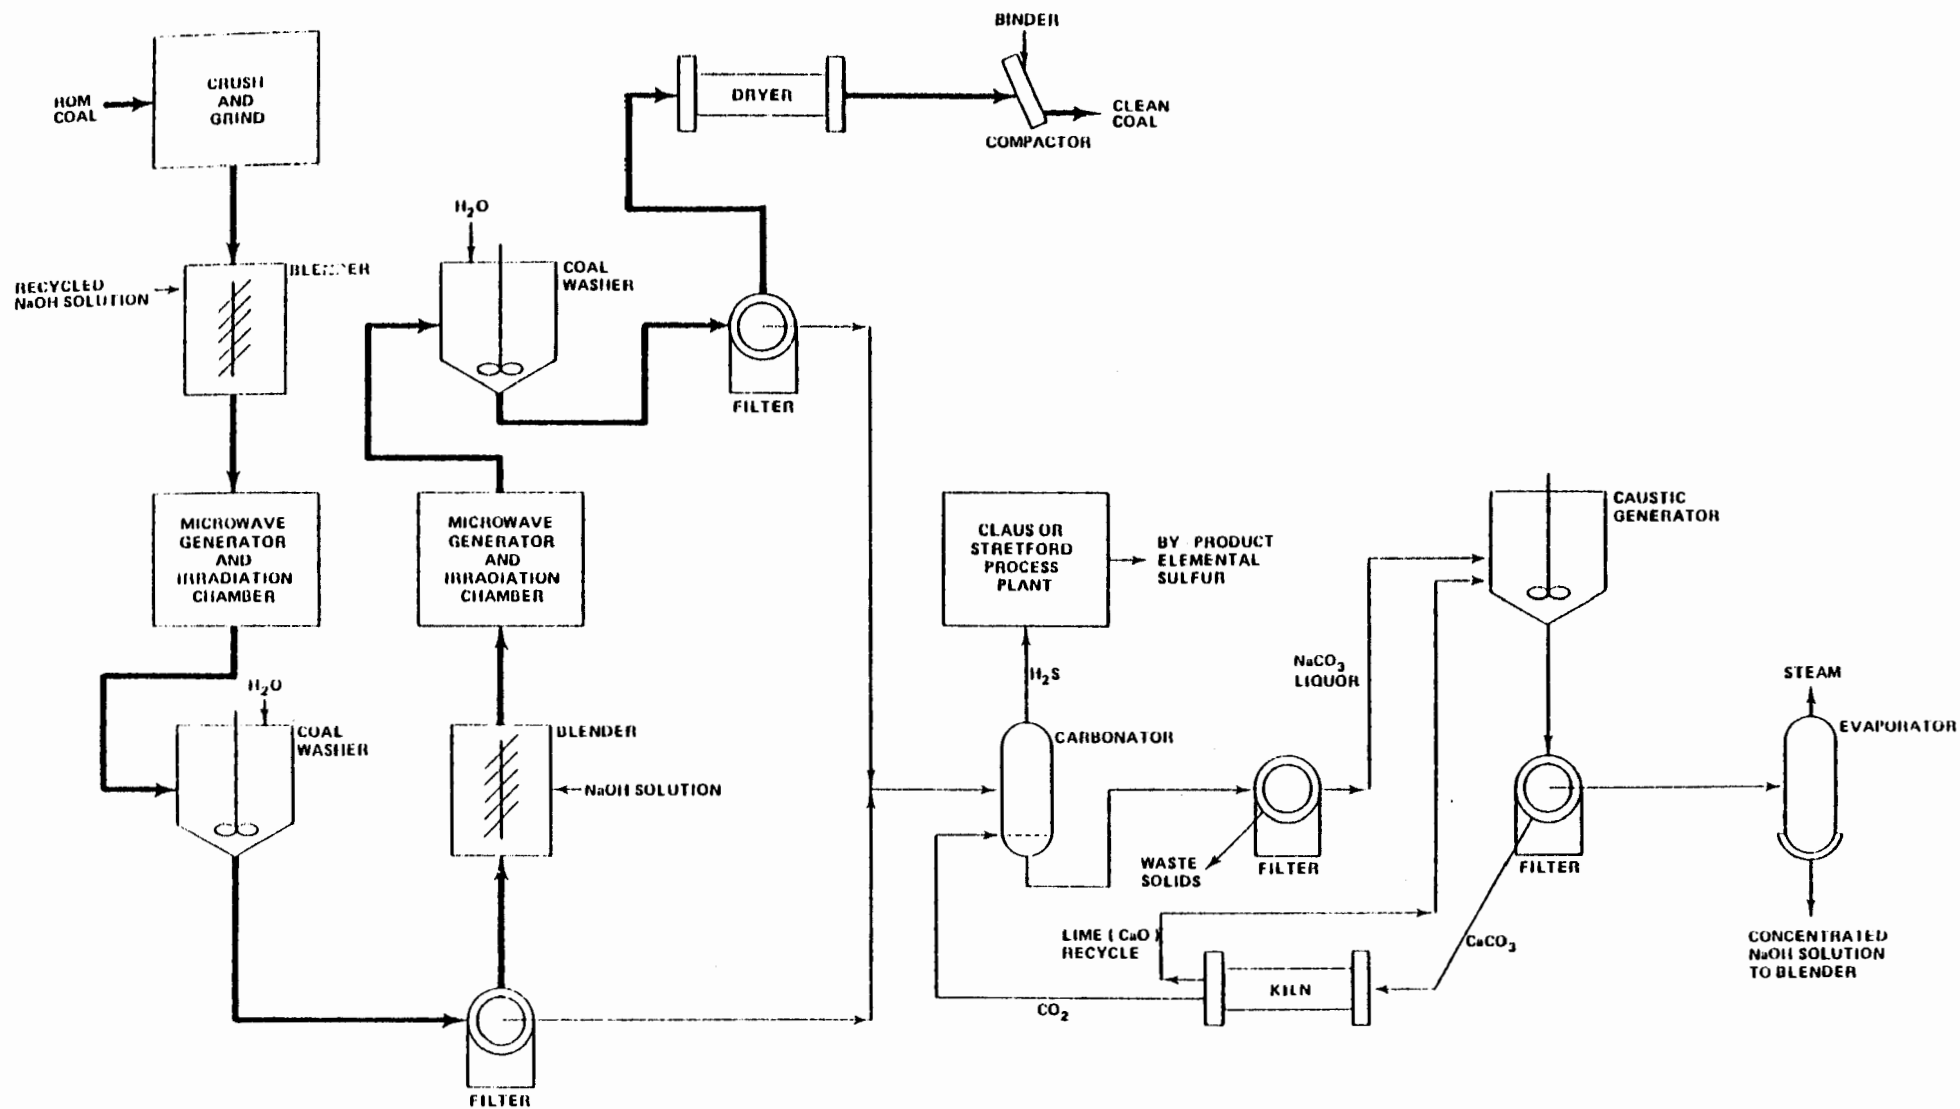 BINDER
CRUSH
AND
GRIND
ROM
COAL
DRYER
CLEAN
COAL
COMPACTOR
H2O
BLENDER
COAL
WASHER
RECYCLED
NaOH SOLUTION
FILTER
MICROWAVE
GENERATOR
AND
IRRADIATION
CHAMBER
MICROWAVE
GENERATOR
AND
IRRADIATION
CHAMBER
CLAUS OR
STRETFORD
PROCESS
PLANT
BY PRODUCT
ELEMENTAL
SULFUR
CAUSTIC
GENERATOR
NaCO3
LIQUOR
H2S
STEAM
H2O
COAL
WASHER
BLENDER
CARBONATOR
EVAPORATOR
NaOH SOLUTION
WASTE
SOLIDS
FILTER
FILTER
LIME (CaO)
RECYCLE
CaCO3
CONCENTRATED
NaOH SOLUTION
TO BLENDER
KILN
CO2
FILTER